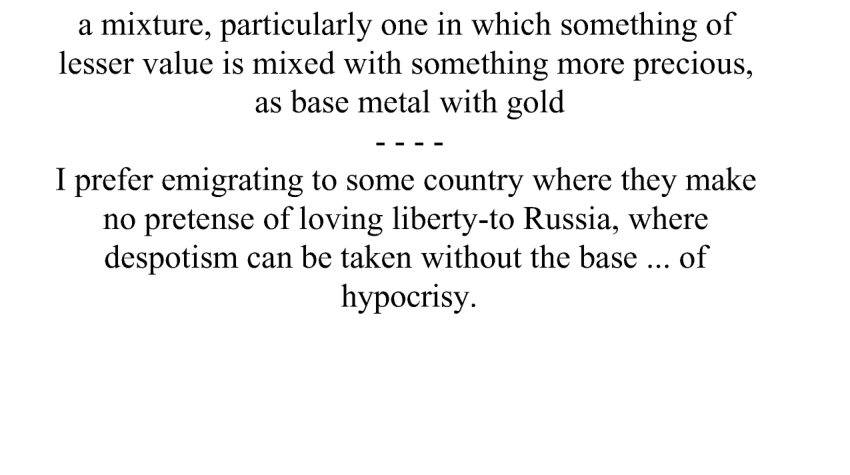 a mixture, particularly one in which something of
lesser value is mixed with something more precious,
as base metal with gold
- - - -
I prefer emigrating to some country where they make
no pretense of loving liberty-to Russia, where
despotism can be taken without the base ... of
hypocrisy.